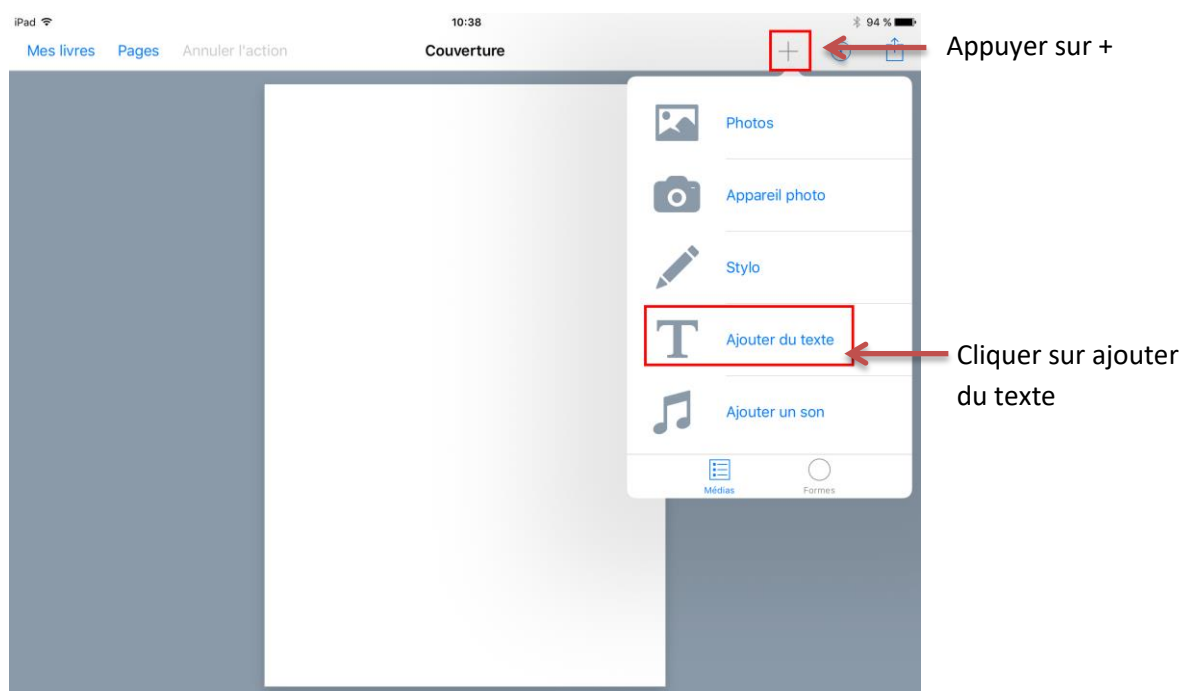 iPad 10:38 94 %
Mes livres Pages Annuler l'action Couverture
Appuyer sur +
Photos
Appareil photo
Stylo
T Ajouter du texte
Cliquer sur ajouter
du texte
Ajouter un son
Médias Formes